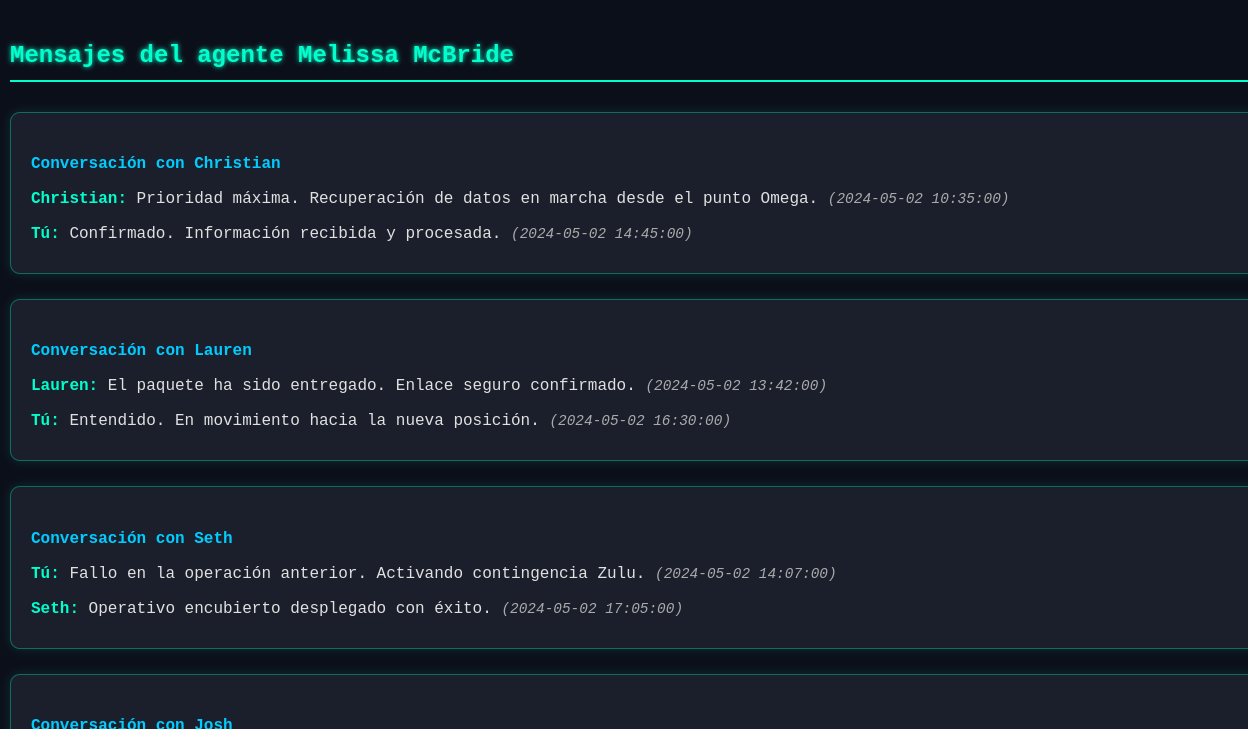 Mensajes del agente Melissa McBride
Conversación con Christian
Christian: Prioridad máxima. Recuperación de datos en marcha desde el punto Omega. (2024-05-02 10:35:00)
Tú: Confirmado. Información recibida y procesada. (2024-05-02 14:45:00)
Conversación con Lauren
Lauren: El paquete ha sido entregado. Enlace seguro confirmado. (2024-05-02 13:42:00)
Tú: Entendido. En movimiento hacia la nueva posición. (2024-05-02 16:30:00)
Conversación con Seth
Tú: Fallo en la operación anterior. Activando contingencia Zulu. (2024-05-02 14:07:00)
Seth: Operativo encubierto desplegado con éxito. (2024-05-02 17:05:00)
Conversación con Josh